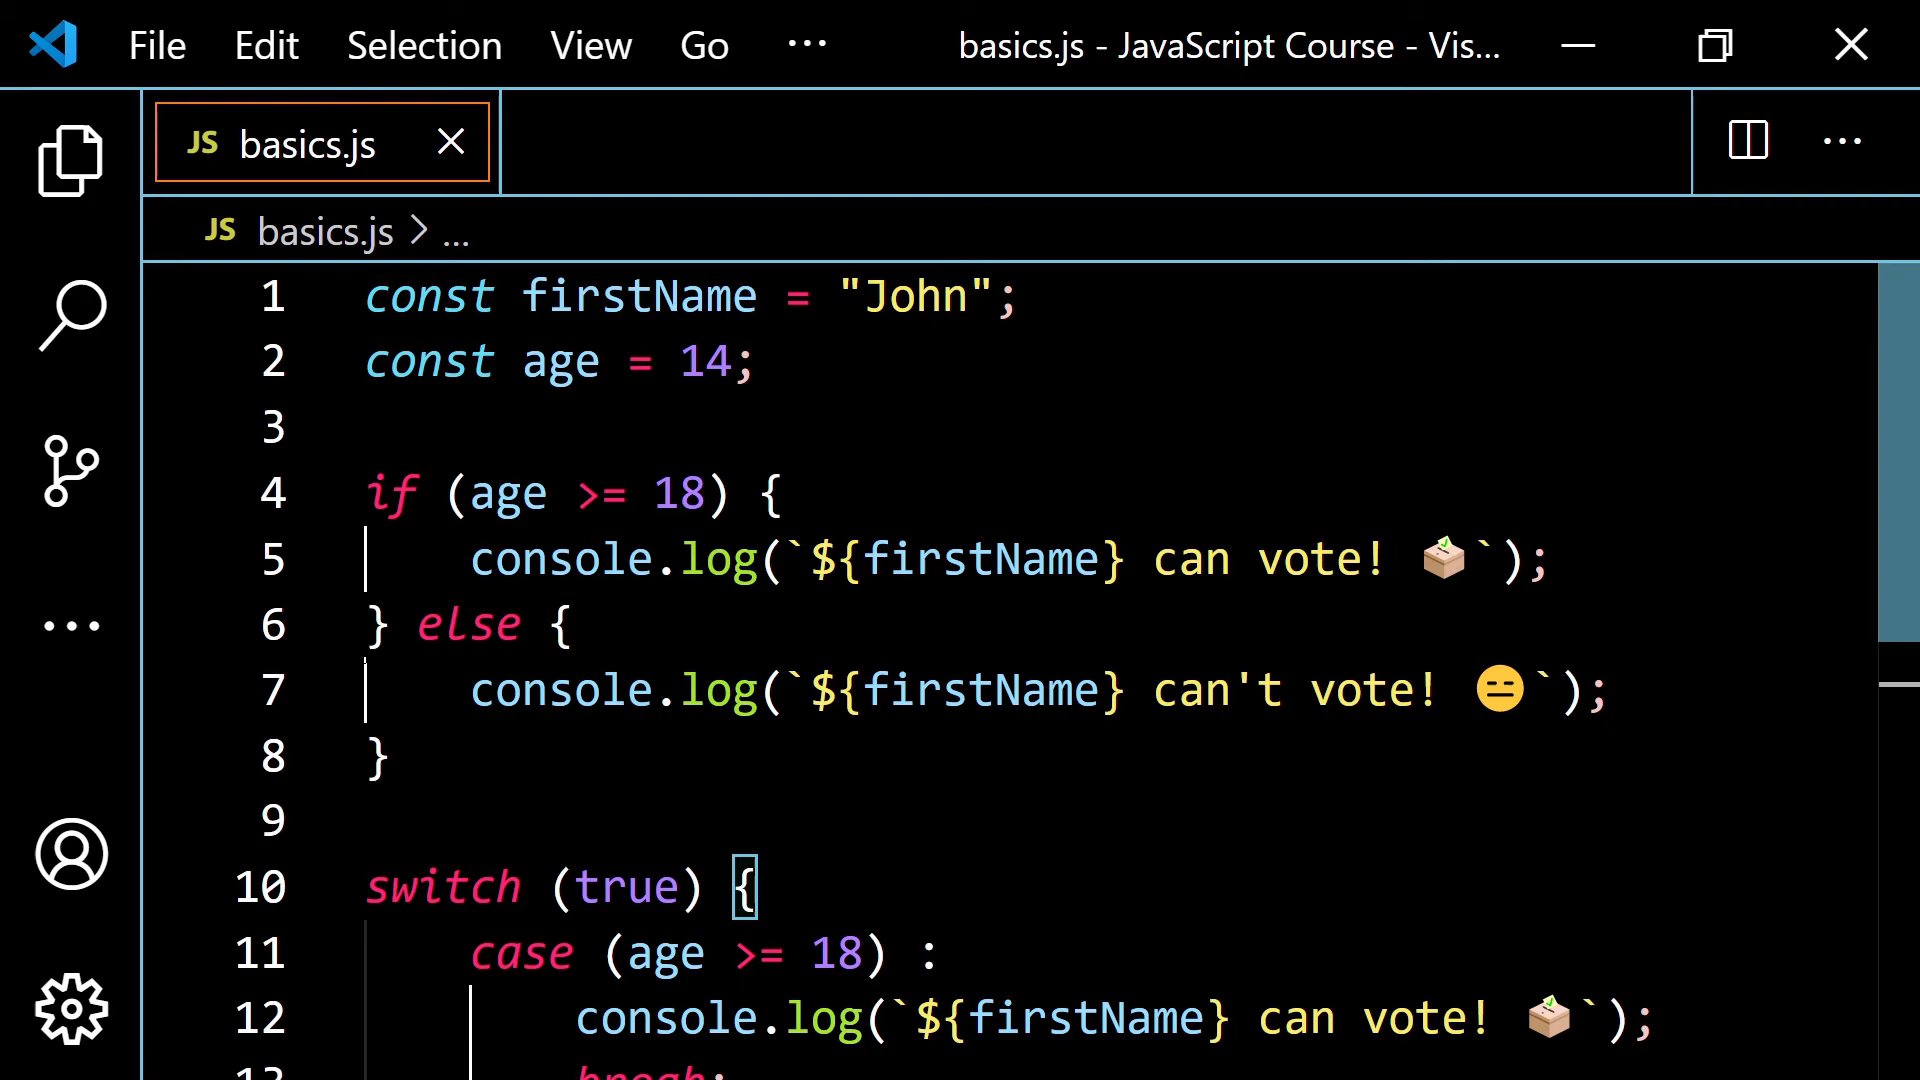 File Edit Selection View Go ··· basics.js - JavaScript Course - Vis...
JS basics.js
JS basics.js > ...
1 const firstName = "John";
2 const age = 14;
3
4 if (age >= 18) {
5 console.log(`${firstName} can vote! 🗳️`);
6 } else {
7 console.log(`${firstName} can't vote! 😑`);
8 }
9
10 switch (true) {
11 case (age >= 18) :
12 console.log(`${firstName} can vote! 🗳️`);
13 break;